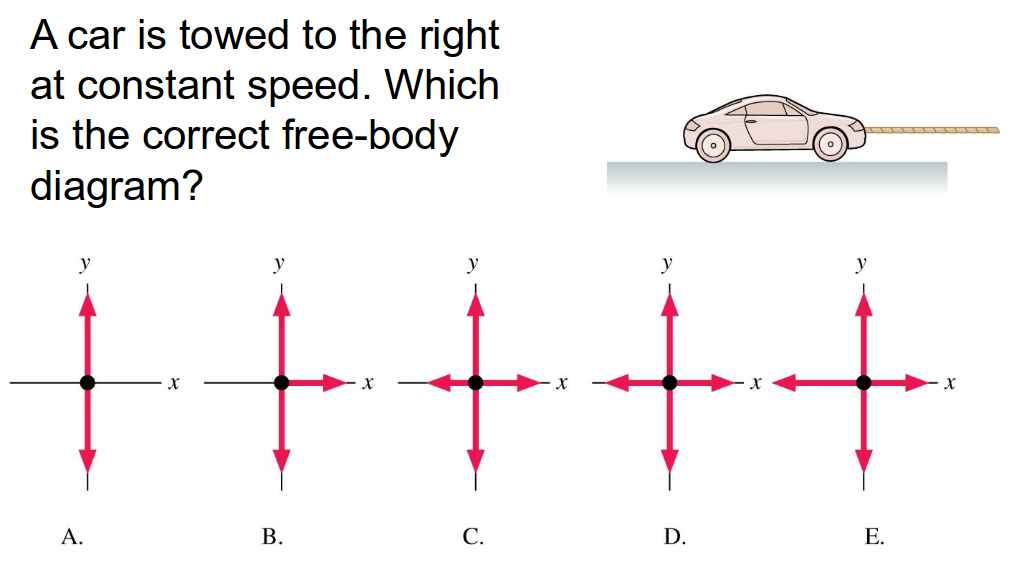 A car is towed to the right
at constant speed. Which
is the correct free-body
diagram?
y y y y y
x x x x x
A. B. C. D. E.